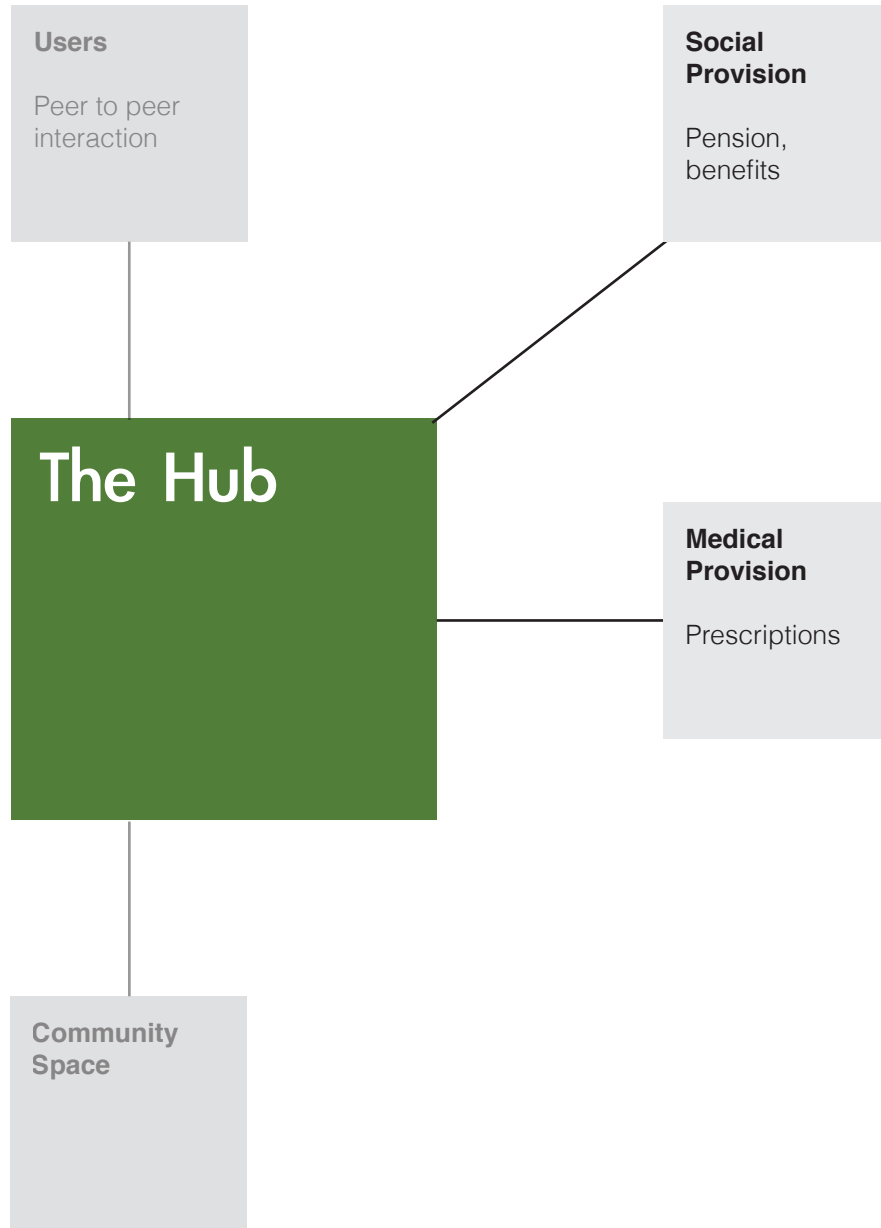 Users
Peer to peer
interaction
Social
Provision
Pension,
benefits
The Hub
Medical
Provision
Prescriptions
Community
Space